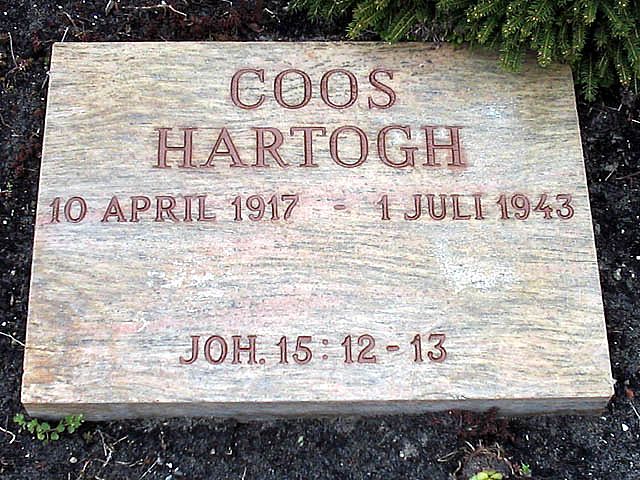 COOS
HARTOGH
10 APRIL 1917 - 1 JULI 1943
JOH. 15:12-13